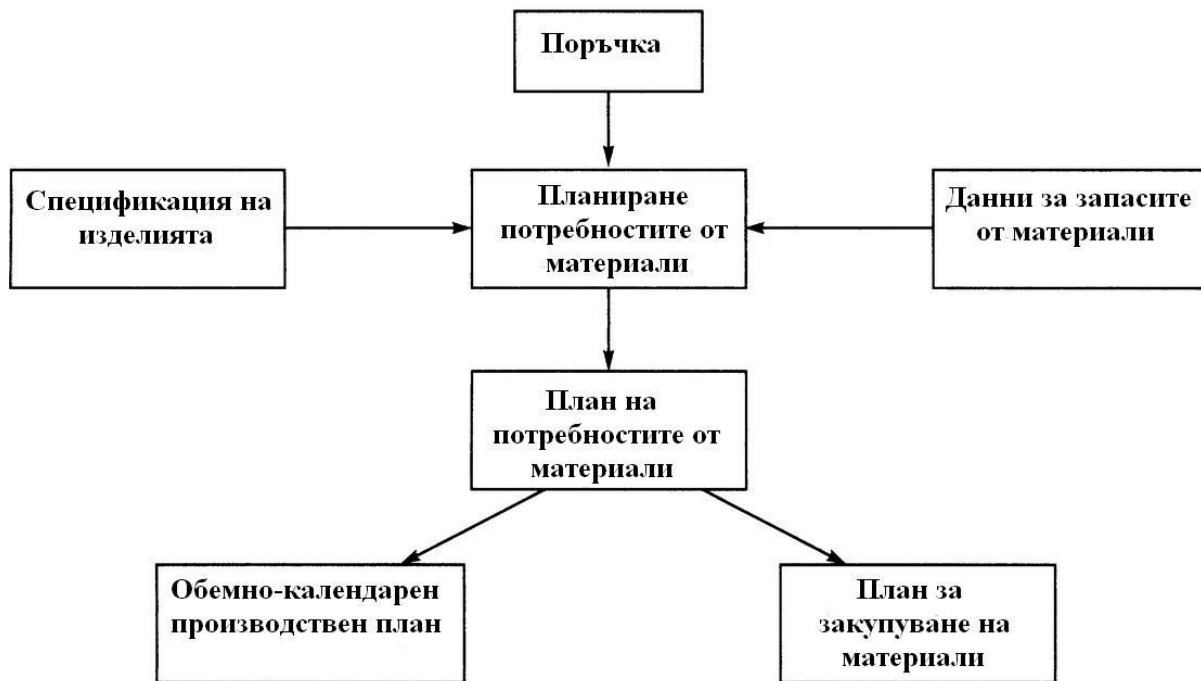 Поръчка
Спецификация на
изделията
Планиране
потребностите от
материали
Данни за запасите
от материали
План на
потребностите от
материали
Обемно-календарен
производствен план
План за
закупуване на
материали